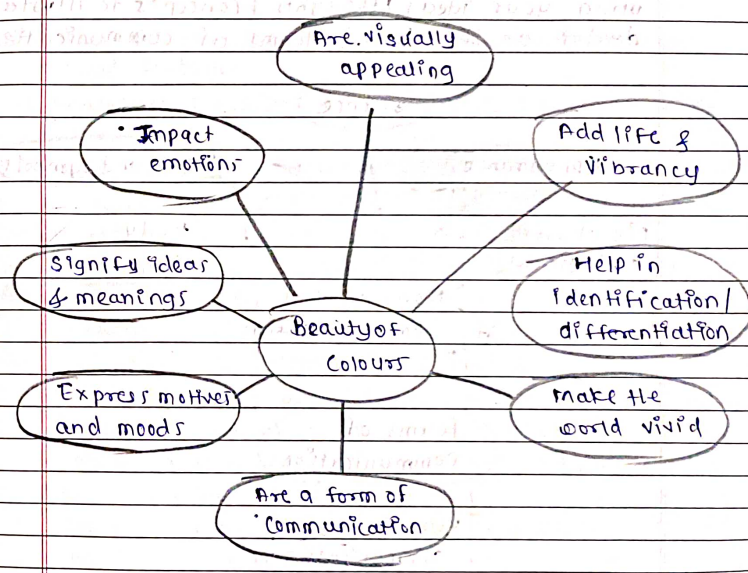 Are visually
appealing
Impact
emotions
Add life &
Vibrancy
Signify ideas
& meanings
Help in
identification/
differentiation
Beauty of
Colours
Express motives
and moods
Make the
world vivid
Are a form of
Communication